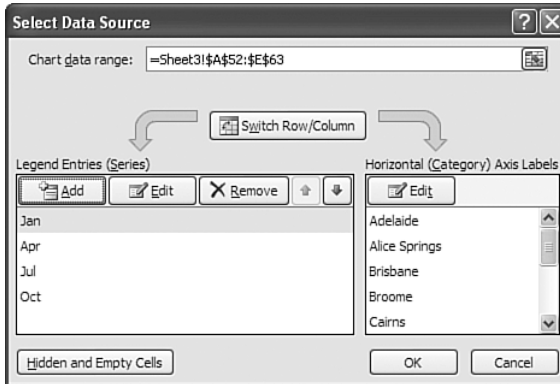 Select Data Source
Chart data range: =Sheet3!$A$52:$E$63
Switch Row/Column
Legend Entries (Series)
Add Edit Remove
Jan
Apr
Jul
Oct
Horizontal (Category) Axis Labels
Edit
Adelaide
Alice Springs
Brisbane
Broome
Cairns
Hidden and Empty Cells
OK Cancel